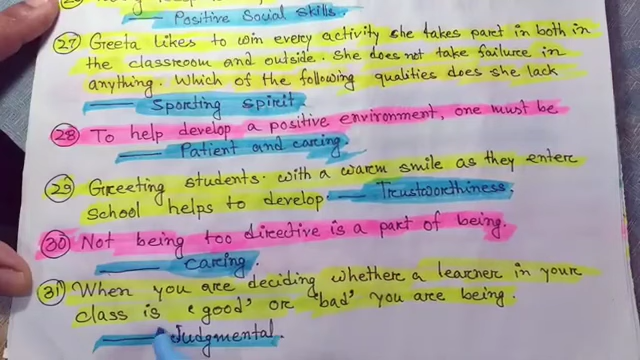 Positive Social skills.
27 Greeta likes to win every activity she takes part in both in
the classroom and outside. She does not take failure in
anything. Which of the following qualities does she lack
— Sporting spirit
28 To help develop a positive environment, one must be
— Patient and caring.
29 Greeting students. with a warm smile as they enter
School helps to develop. — Trustworthiness.
30 Not being too directive is a part of being.
— caring.
31 When you are deciding whether a learner in your
class is 'good' or 'bad' you are being.
— Judgmental.